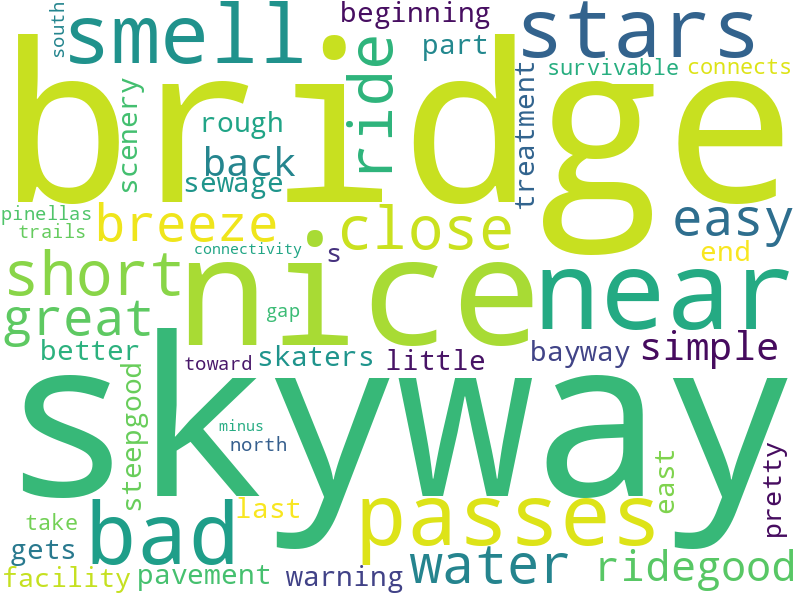 south
smell
beginning
part
stars
survivable
connects
bridge
ride
scenery
treatment
rough
back
sewage
pinellas
trails
breeze
close
easy
end
connectivity
s
short
nice
near
great
gap
better
toward
skaters
little
bayway
simple
skyway
steepgood
minus
north
east
pretty
bad
last
passes
take
gets
water
ridegood
facility
pavement
warning